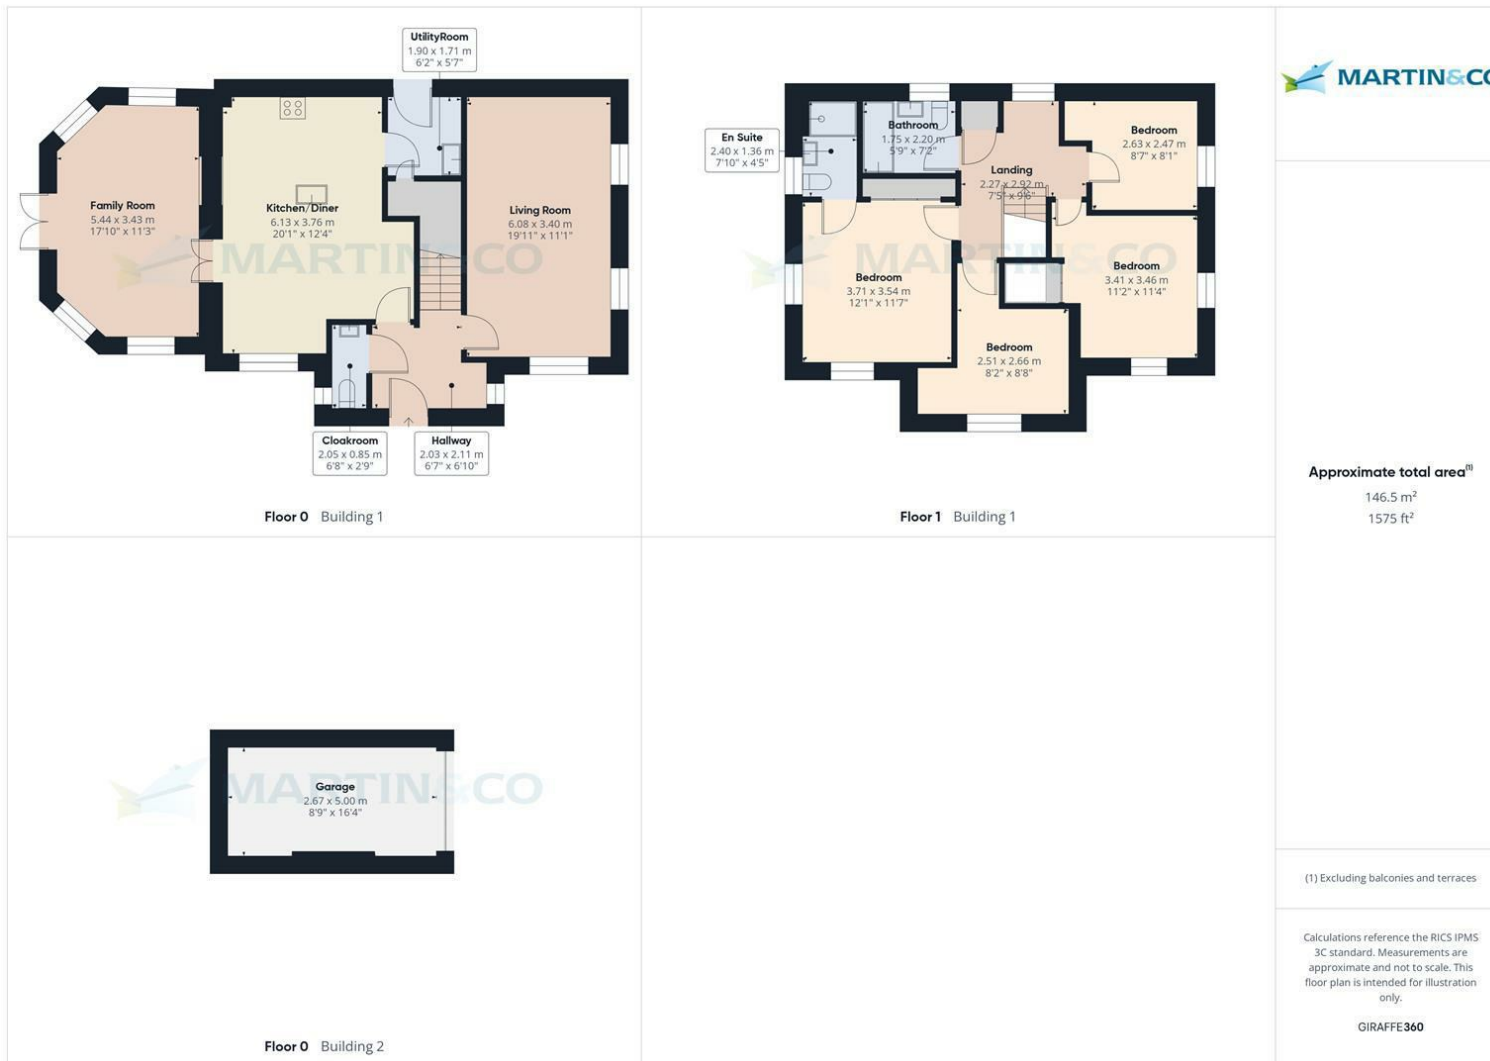 UtilityRoom
1.90 x 1.71 m
6'2" x 5'7"
Family Room
5.44 x 3.43 m
17'10" x 11'3"
Kitchen/Diner
6.13 x 3.76 m
20'1" x 12'4"
Living Room
6.08 x 3.40 m
19'11" x 11'1"
MARTIN&CO
Cloakroom
2.05 x 0.85 m
6'8" x 2'9"
Hallway
2.03 x 2.11 m
6'7" x 6'10"
Floor 0 Building 1
En Suite
2.40 x 1.36 m
7'10" x 4'5"
Bathroom
1.75 x 2.20 m
5'9" x 7'2"
Landing
2.27 x 2.92 m
7'5" x 9'6"
Bedroom
2.63 x 2.47 m
8'7" x 8'1"
Bedroom
3.71 x 3.54 m
12'1" x 11'7"
Bedroom
3.41 x 3.46 m
11'2" x 11'4"
MARTIN&CO
Bedroom
2.51 x 2.66 m
8'2" x 8'8"
Floor 1 Building 1
Garage
2.67 x 5.00 m
8'9" x 16'4"
MARTIN&CO
Floor 0 Building 2
MARTIN&CO
Approximate total area(1)
146.5 m²
1575 ft²
(1) Excluding balconies and terraces
Calculations reference the RICS IPMS
3C standard. Measurements are
approximate and not to scale. This
floor plan is intended for illustration
only.
GIRAFFE360